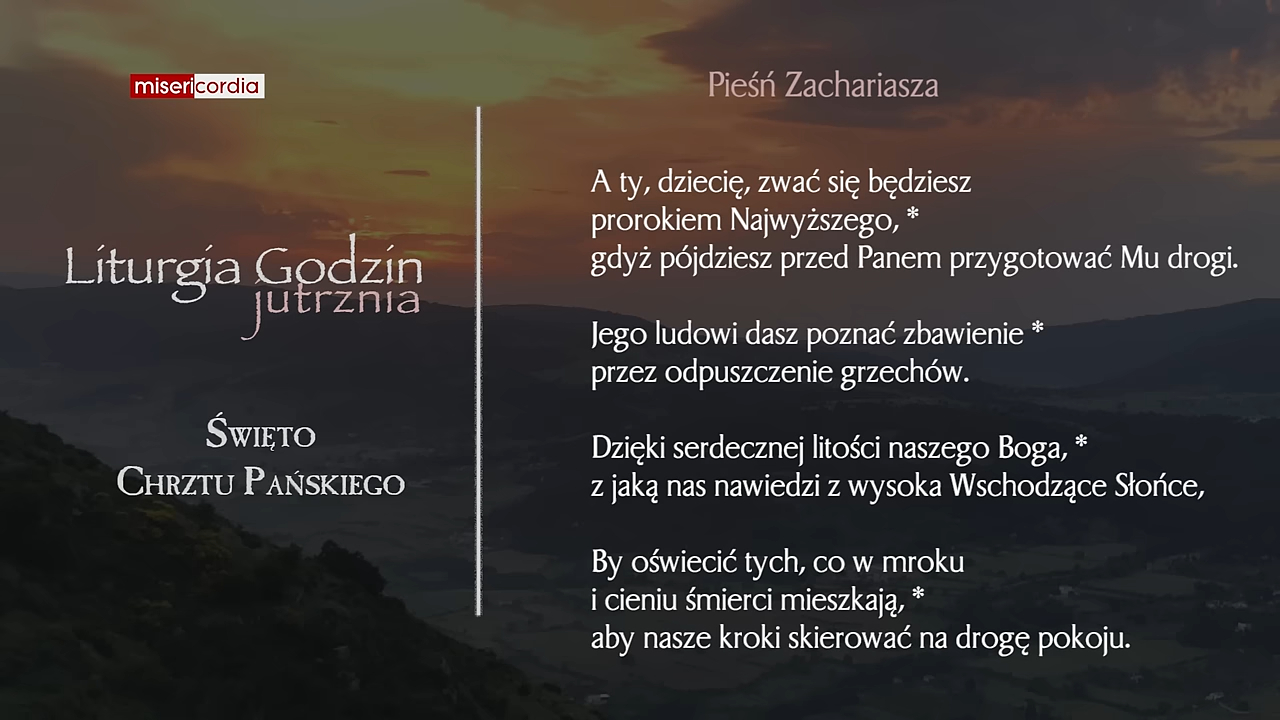 misericordia
Liturgia Godzin
jutrznia
Święto
Chrztu Pańskiego
Pieśń Zachariasza
A ty, dziecię, zwać się będziesz
prorokiem Najwyższego, *
gdyż pójdziesz przed Panem przygotować Mu drogi.
Jego ludowi dasz poznać zbawienie *
przez odpuszczenie grzechów.
Dzięki serdecznej litości naszego Boga, *
z jaką nas nawiedzi z wysoka Wschodzące Słońce,
By oświecić tych, co w mroku
i cieniu śmierci mieszkają, *
aby nasze kroki skierować na drogę pokoju.